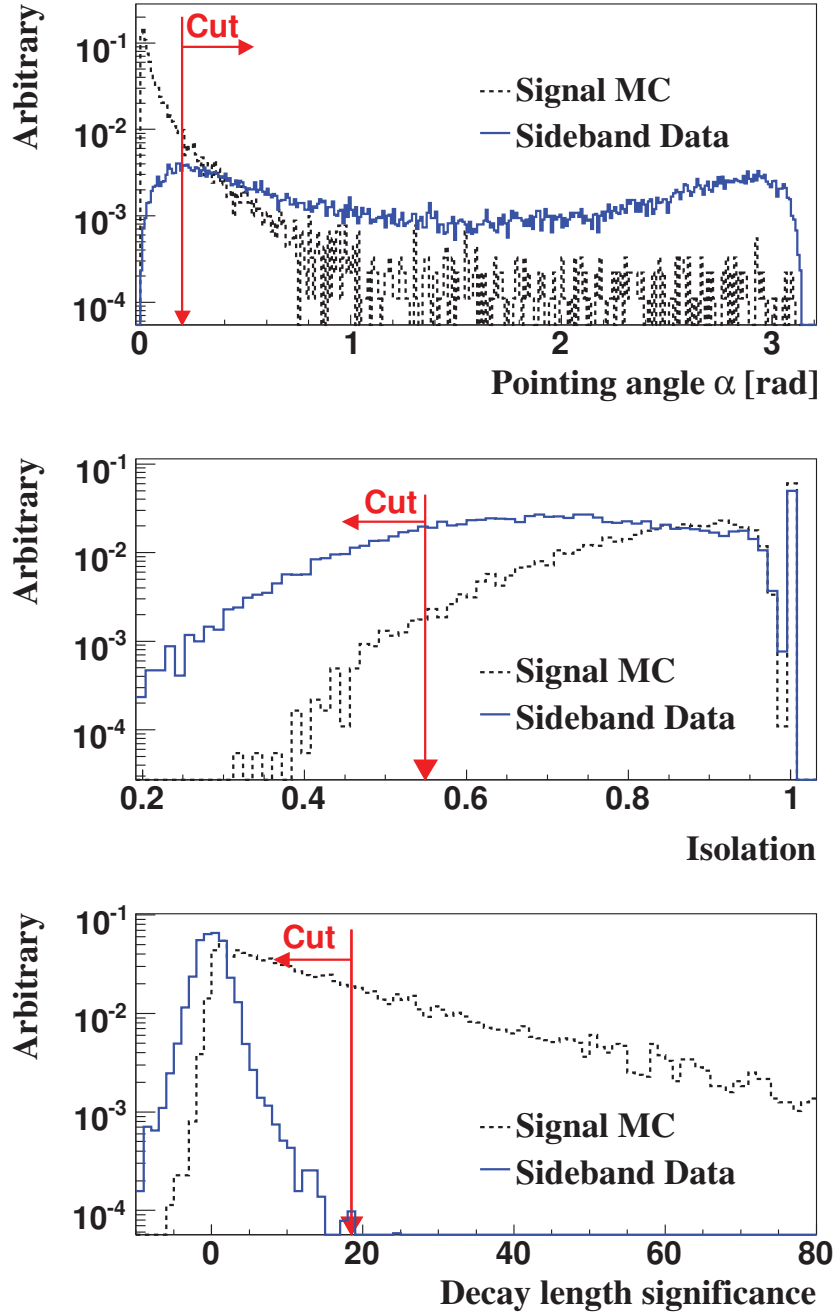 Arbitrary
10⁻¹
10⁻²
10⁻³
10⁻⁴
Cut
Signal MC
Sideband Data
0 1 2 3
Pointing angle α [rad]
Arbitrary
10⁻¹
10⁻²
10⁻³
10⁻⁴
Cut
Signal MC
Sideband Data
0.2 0.4 0.6 0.8 1
Isolation
Arbitrary
10⁻¹
10⁻²
10⁻³
10⁻⁴
Cut
Signal MC
Sideband Data
0 20 40 60 80
Decay length significance